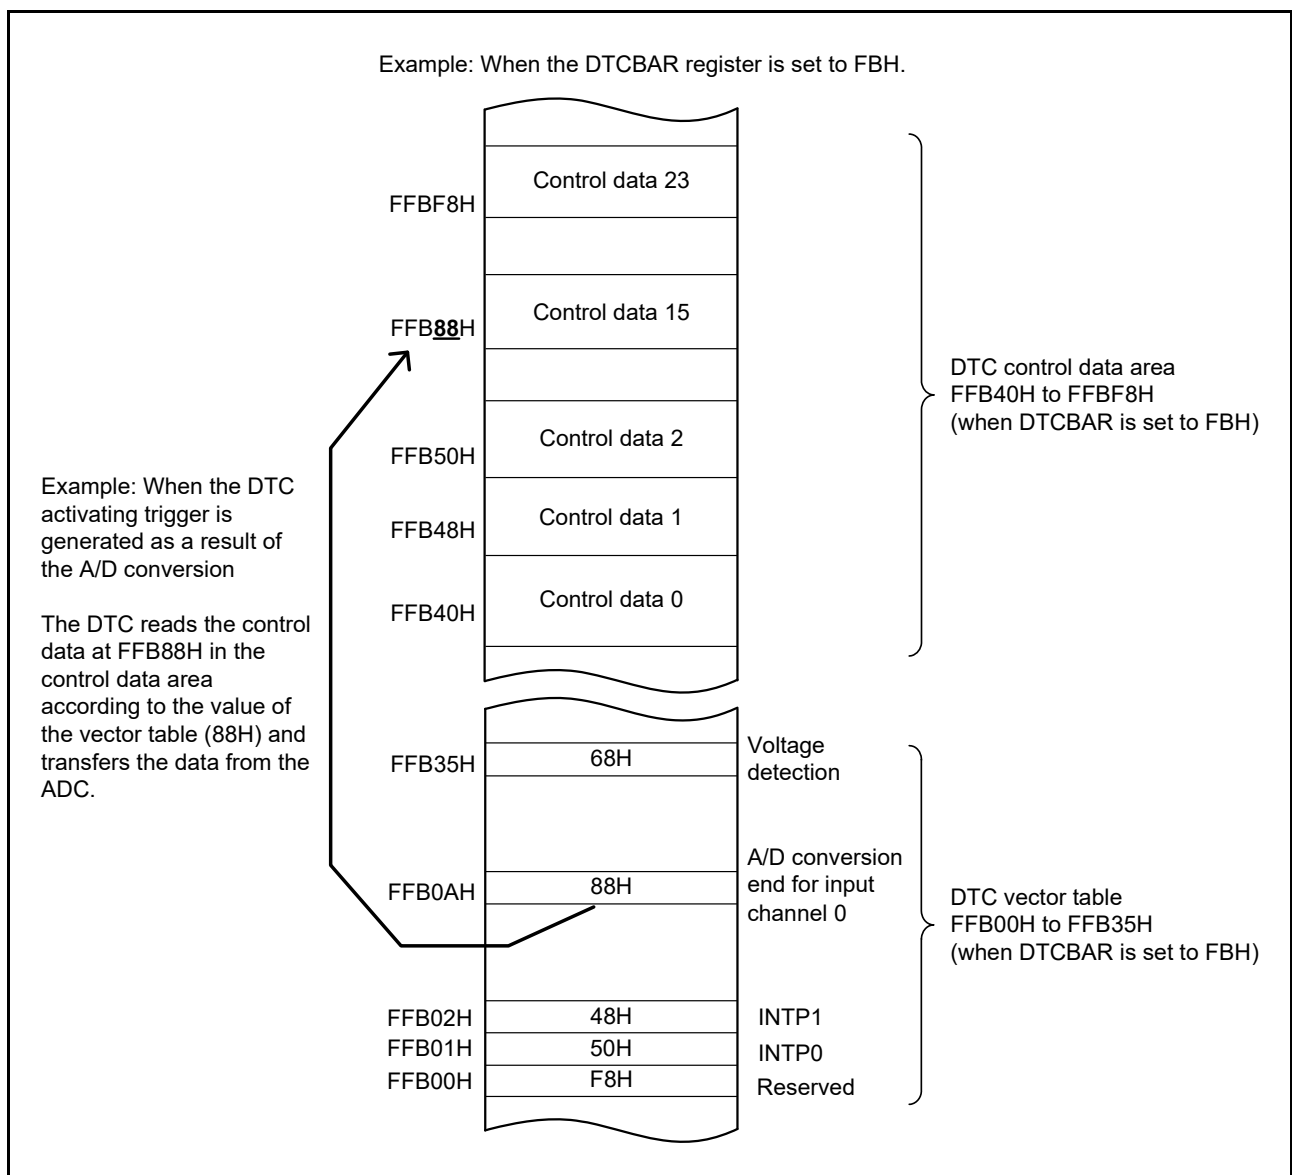 Example: When the DTCBAR register is set to FBH.
Control data 23
FFBF8H
Control data 15
FFB88H
DTC control data area
FFB40H to FFBF8H
(when DTCBAR is set to FBH)
Control data 2
FFB50H
Control data 1
FFB48H
Control data 0
FFB40H
Example: When the DTC
activating trigger is
generated as a result of
the A/D conversion
The DTC reads the control
data at FFB88H in the
control data area
according to the value of
the vector table (88H) and
transfers the data from the
ADC.
FFB35H
68H
Voltage
detection
FFB0AH
88H
A/D conversion
end for input
channel 0
DTC vector table
FFB00H to FFB35H
(when DTCBAR is set to FBH)
FFB02H
48H
INTP1
FFB01H
50H
INTP0
FFB00H
F8H
Reserved